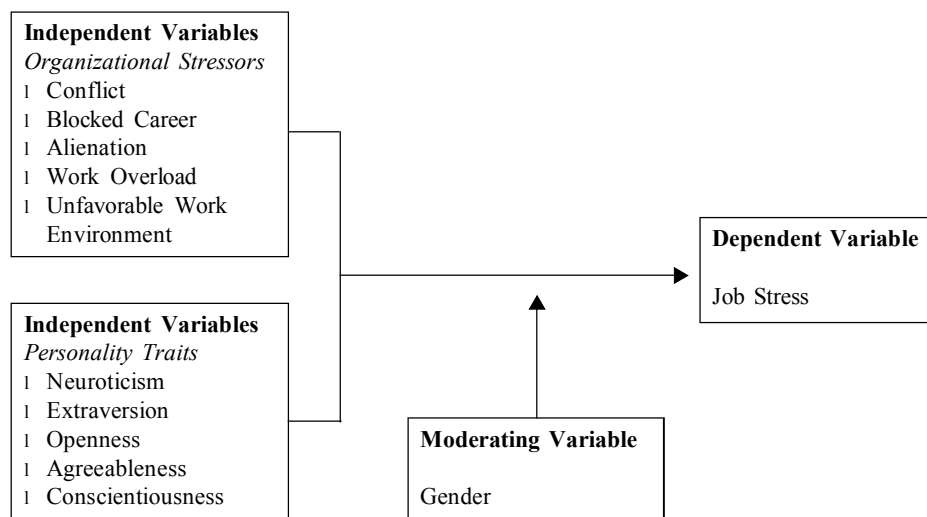 Independent Variables
Organizational Stressors
l Conflict
l Blocked Career
l Alienation
l Work Overload
l Unfavorable Work
Environment
Independent Variables
Personality Traits
l Neuroticism
l Extraversion
l Openness
l Agreeableness
l Conscientiousness
Moderating Variable
Gender
Dependent Variable
Job Stress